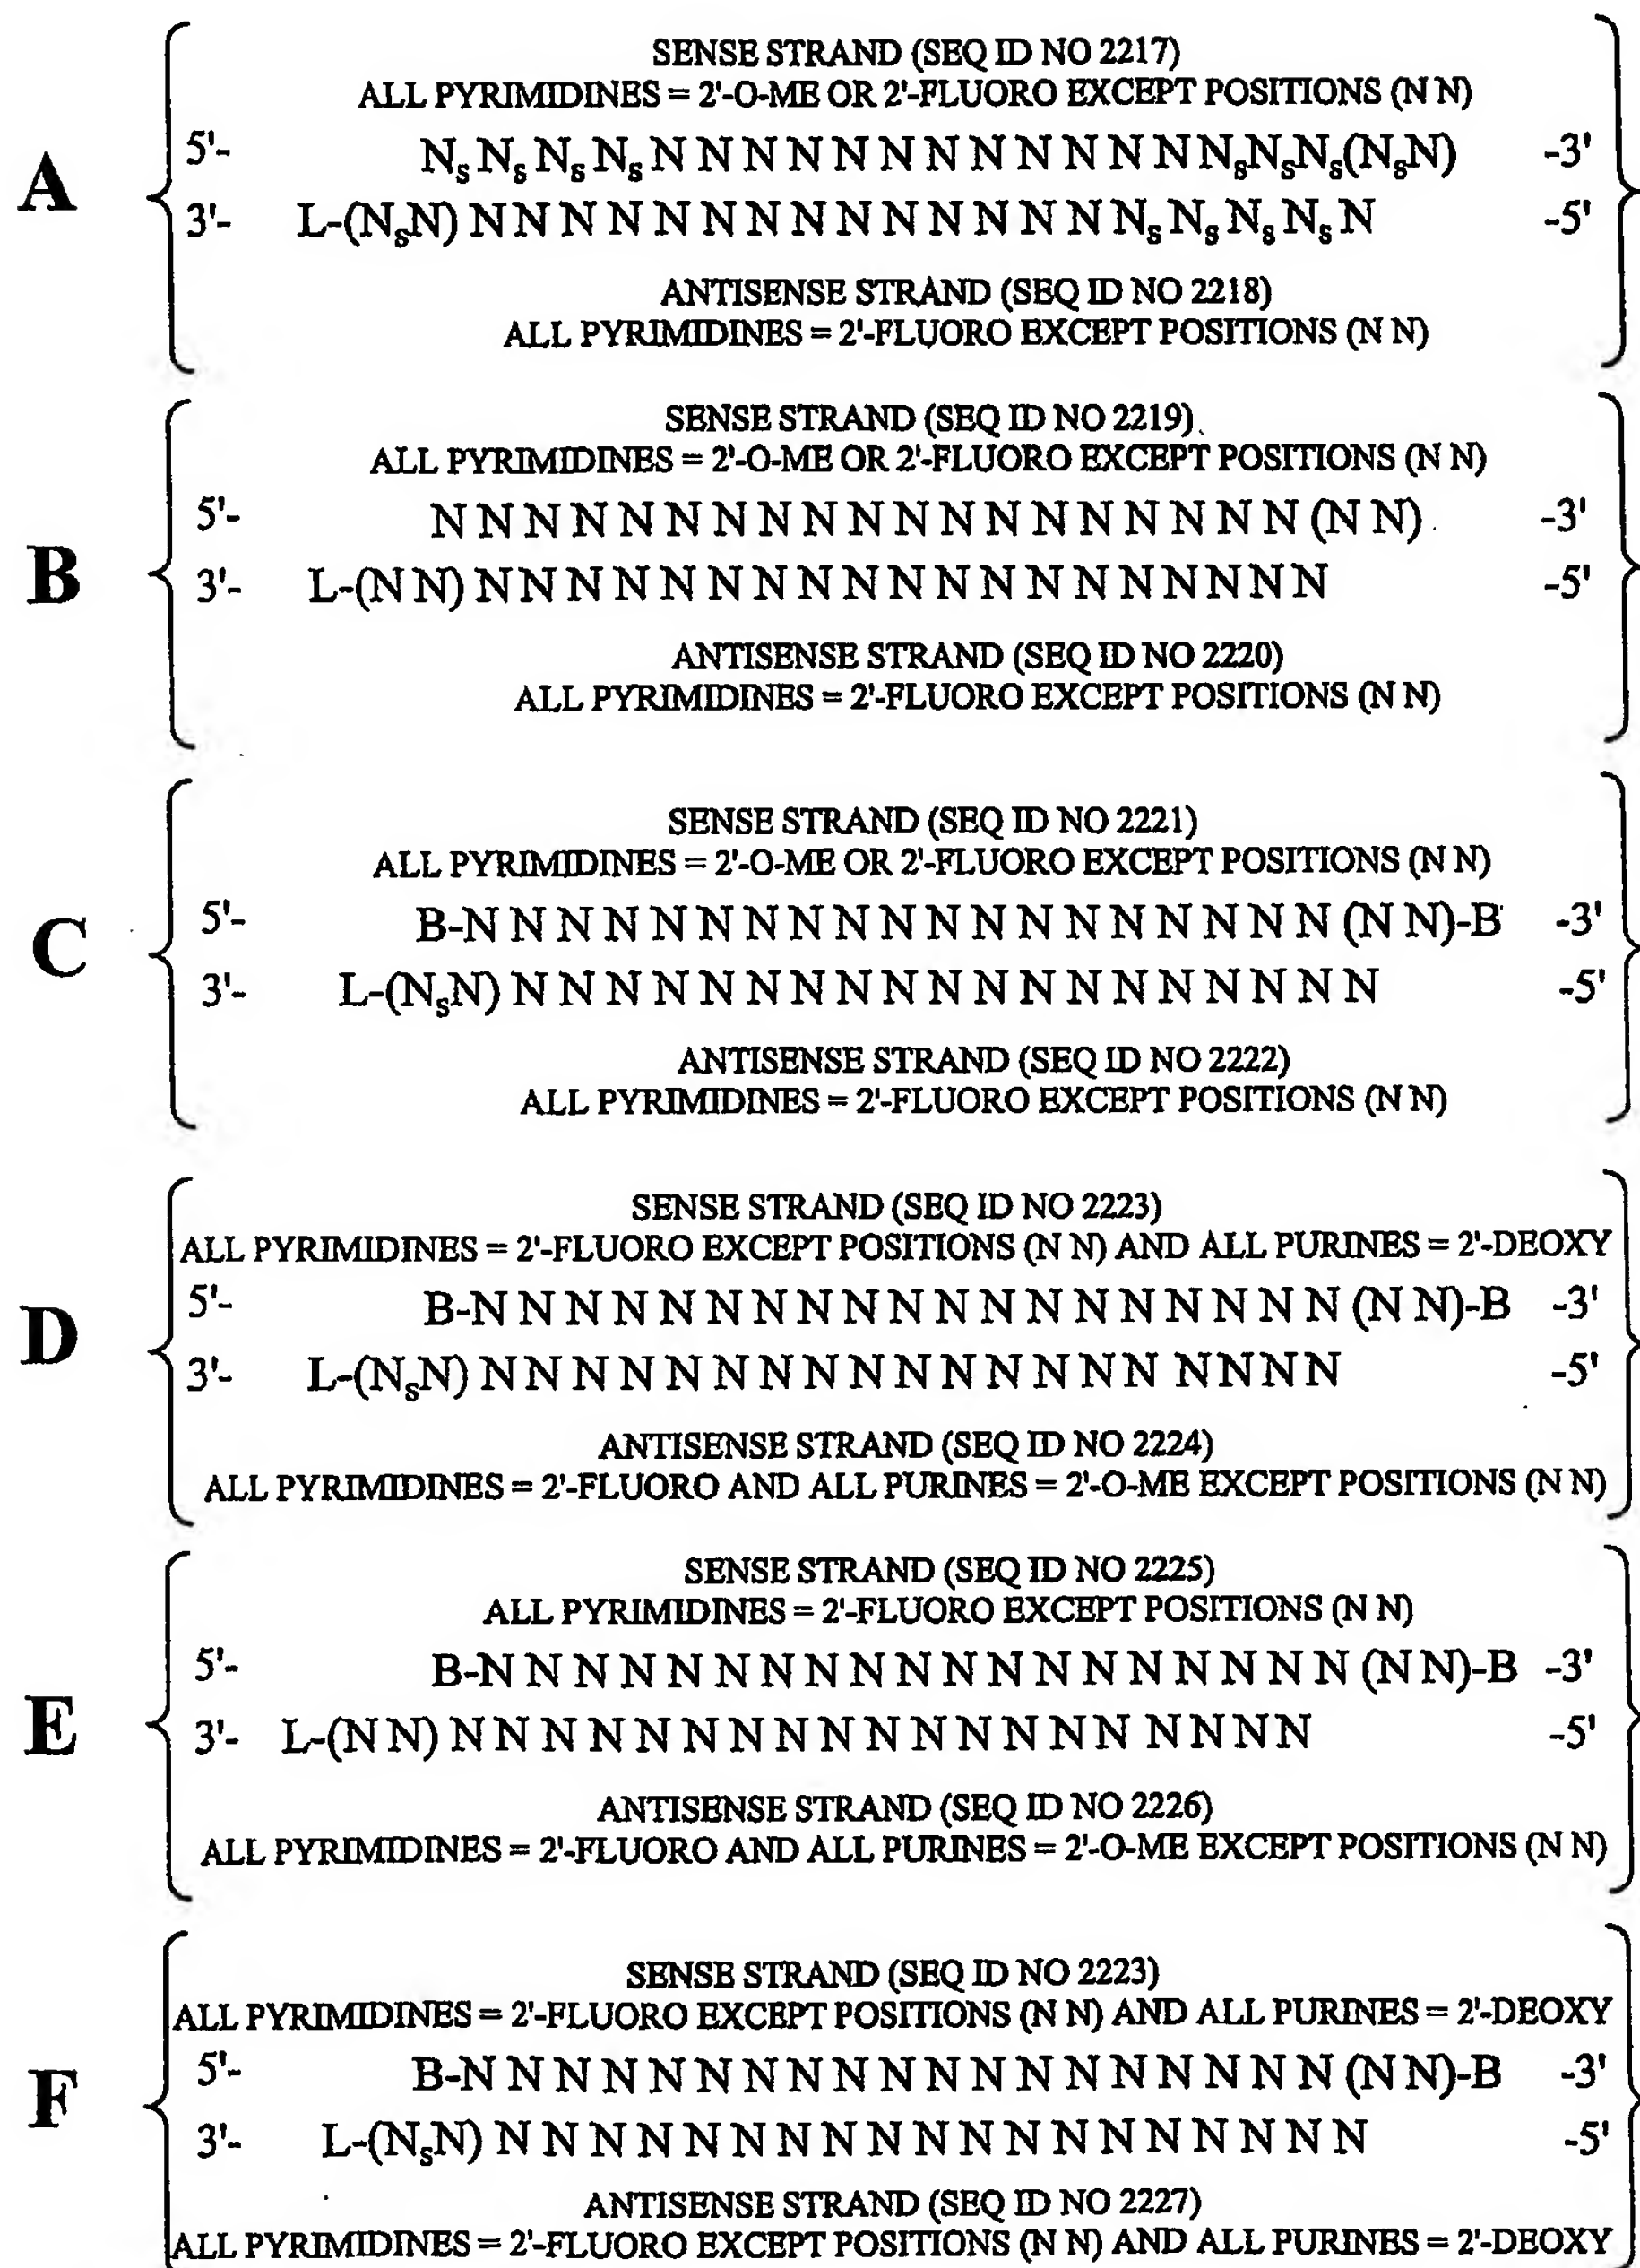 SENSE STRAND (SEQ ID NO 2217)
ALL PYRIMIDINES = 2'-O-ME OR 2'-FLUORO EXCEPT POSITIONS (N N)
A
5'- NsNsNsNsN N N N N N N N N N N N NsNsNs(NsN) -3'
3'- L-(NsN) N N N N N N N N N N N N N N NsNsNsNsN -5'
ANTISENSE STRAND (SEQ ID NO 2218)
ALL PYRIMIDINES = 2'-FLUORO EXCEPT POSITIONS (N N)
SENSE STRAND (SEQ ID NO 2219)
ALL PYRIMIDINES = 2'-O-ME OR 2'-FLUORO EXCEPT POSITIONS (N N)
B
5'- N N N N N N N N N N N N N N N N N N N (N N) -3'
3'- L-(N N) N N N N N N N N N N N N N N N N N N N -5'
ANTISENSE STRAND (SEQ ID NO 2220)
ALL PYRIMIDINES = 2'-FLUORO EXCEPT POSITIONS (N N)
SENSE STRAND (SEQ ID NO 2221)
ALL PYRIMIDINES = 2'-O-ME OR 2'-FLUORO EXCEPT POSITIONS (N N)
C
5'- B-N N N N N N N N N N N N N N N N N N N (N N)-B -3'
3'- L-(NsN) N N N N N N N N N N N N N N N N N N N -5'
ANTISENSE STRAND (SEQ ID NO 2222)
ALL PYRIMIDINES = 2'-FLUORO EXCEPT POSITIONS (N N)
SENSE STRAND (SEQ ID NO 2223)
ALL PYRIMIDINES = 2'-FLUORO EXCEPT POSITIONS (N N) AND ALL PURINES = 2'-DEOXY
D
5'- B-N N N N N N N N N N N N N N N N N N N (N N)-B -3'
3'- L-(NsN) N N N N N N N N N N N N N N N N N N N -5'
ANTISENSE STRAND (SEQ ID NO 2224)
ALL PYRIMIDINES = 2'-FLUORO AND ALL PURINES = 2'-O-ME EXCEPT POSITIONS (N N)
SENSE STRAND (SEQ ID NO 2225)
ALL PYRIMIDINES = 2'-FLUORO EXCEPT POSITIONS (N N)
E
5'- B-N N N N N N N N N N N N N N N N N N N (N N)-B -3'
3'- L-(N N) N N N N N N N N N N N N N N N N N N N -5'
ANTISENSE STRAND (SEQ ID NO 2226)
ALL PYRIMIDINES = 2'-FLUORO AND ALL PURINES = 2'-O-ME EXCEPT POSITIONS (N N)
SENSE STRAND (SEQ ID NO 2223)
ALL PYRIMIDINES = 2'-FLUORO EXCEPT POSITIONS (N N) AND ALL PURINES = 2'-DEOXY
F
5'- B-N N N N N N N N N N N N N N N N N N N (N N)-B -3'
3'- L-(NsN) N N N N N N N N N N N N N N N N N N N -5'
ANTISENSE STRAND (SEQ ID NO 2227)
ALL PYRIMIDINES = 2'-FLUORO EXCEPT POSITIONS (N N) AND ALL PURINES = 2'-DEOXY